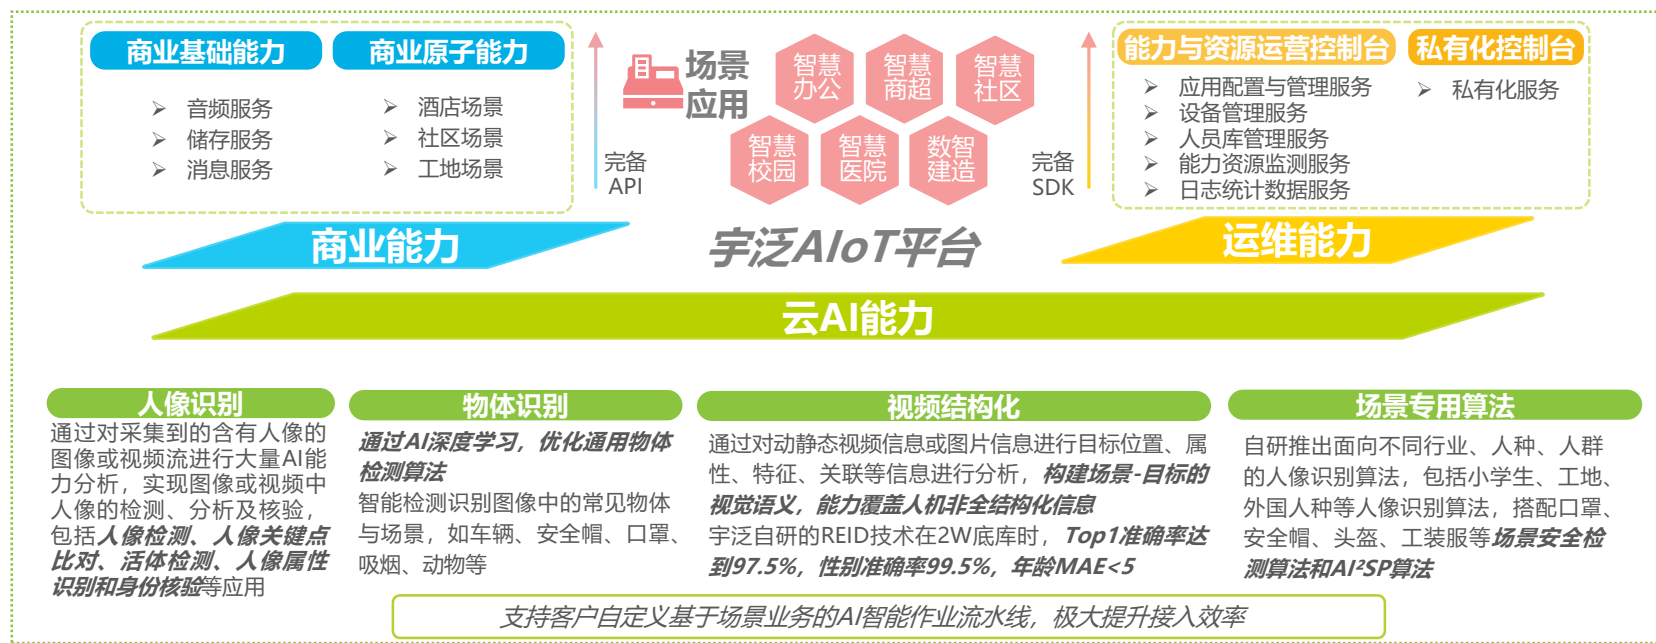 商业基础能力
音频服务
储存服务
消息服务
商业原子能力
酒店场景
社区场景
工地场景
完备
API
场景
应用
智慧
办公
智慧
商超
智慧
社区
智慧
校园
智慧
医院
数智
建造
完备
SDK
能力与资源运营控制台
应用配置与管理服务
设备管理服务
人员库管理服务
能力资源监测服务
日志统计数据服务
私有化控制台
私有化服务
商业能力
宇泛AIoT平台
运维能力
云AI能力
人像识别
通过对采集到的含有人像的
图像或视频流进行大量AI能
力分析，实现图像或视频中
人像的检测、分析及核验，
包括人像检测、人像关键点
比对、活体检测、人像属性
识别和身份核验等应用
物体识别
通过AI深度学习，优化通用物体
检测算法
智能检测识别图像中的常见物体
与场景，如车辆、安全帽、口罩、
吸烟、动物等
视频结构化
通过对动静态视频信息或图片信息进行目标位置、属
性、特征、关联等信息进行分析，构建场景-目标的
视觉语义，能力覆盖人机非全结构化信息
宇泛自研的REID技术在2W底库时，Top1准确率达
到97.5%，性别准确率99.5%，年龄MAE<5
场景专用算法
自研推出面向不同行业、人种、人群
的人像识别算法，包括小学生、工地、
外国人种等人像识别算法，搭配口罩、
安全帽、头盔、工装服等场景安全检
测算法和AI²SP算法
支持客户自定义基于场景业务的AI智能作业流水线，极大提升接入效率